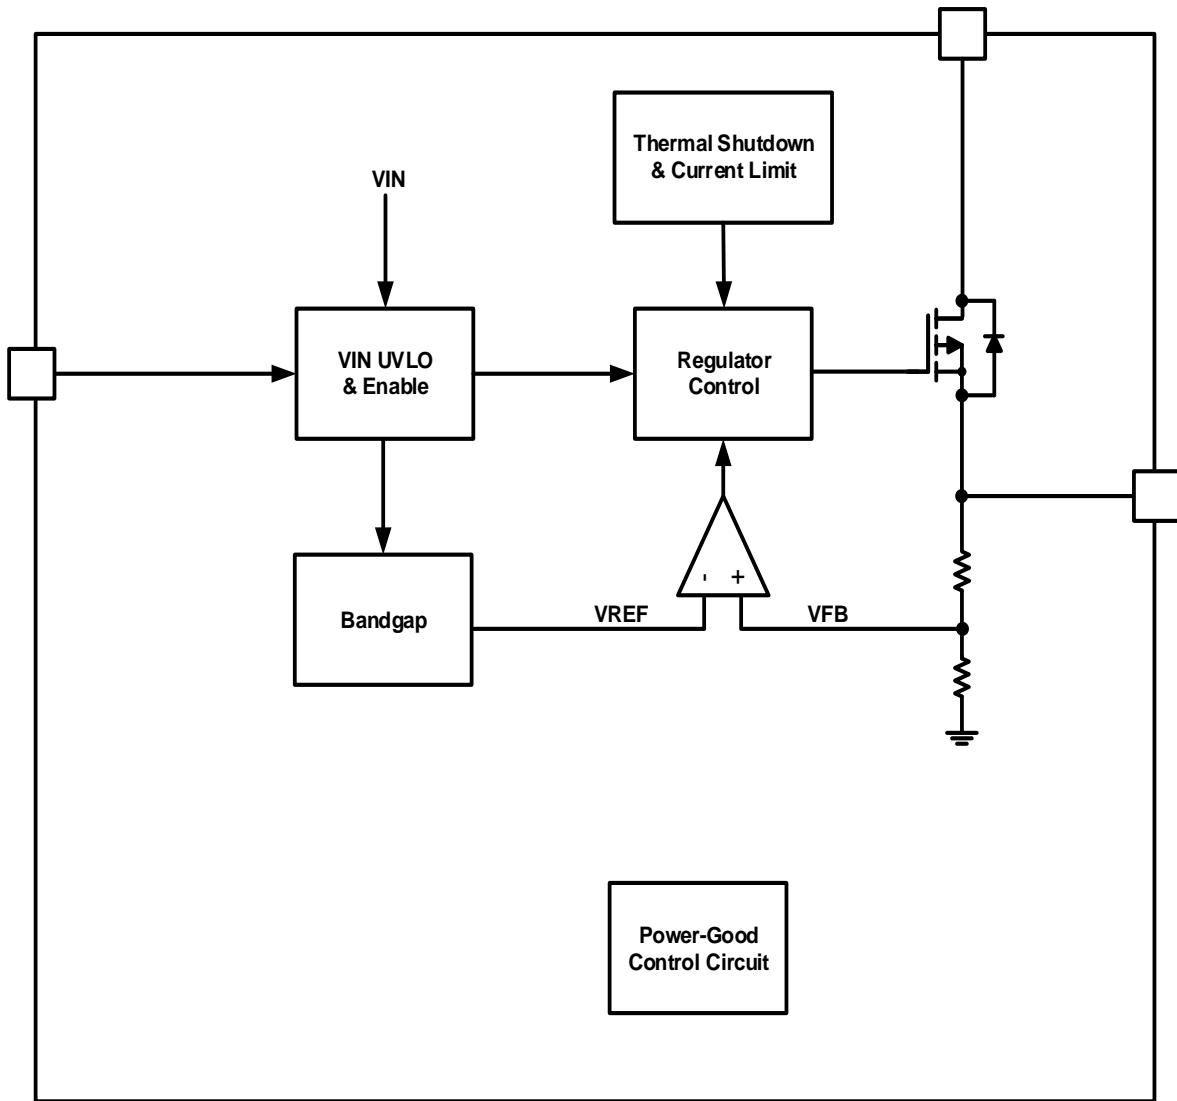 Thermal Shutdown
& Current Limit
VIN
VIN UVLO
& Enable
Regulator
Control
- +
Bandgap
VREF
VFB
Power-Good
Control Circuit